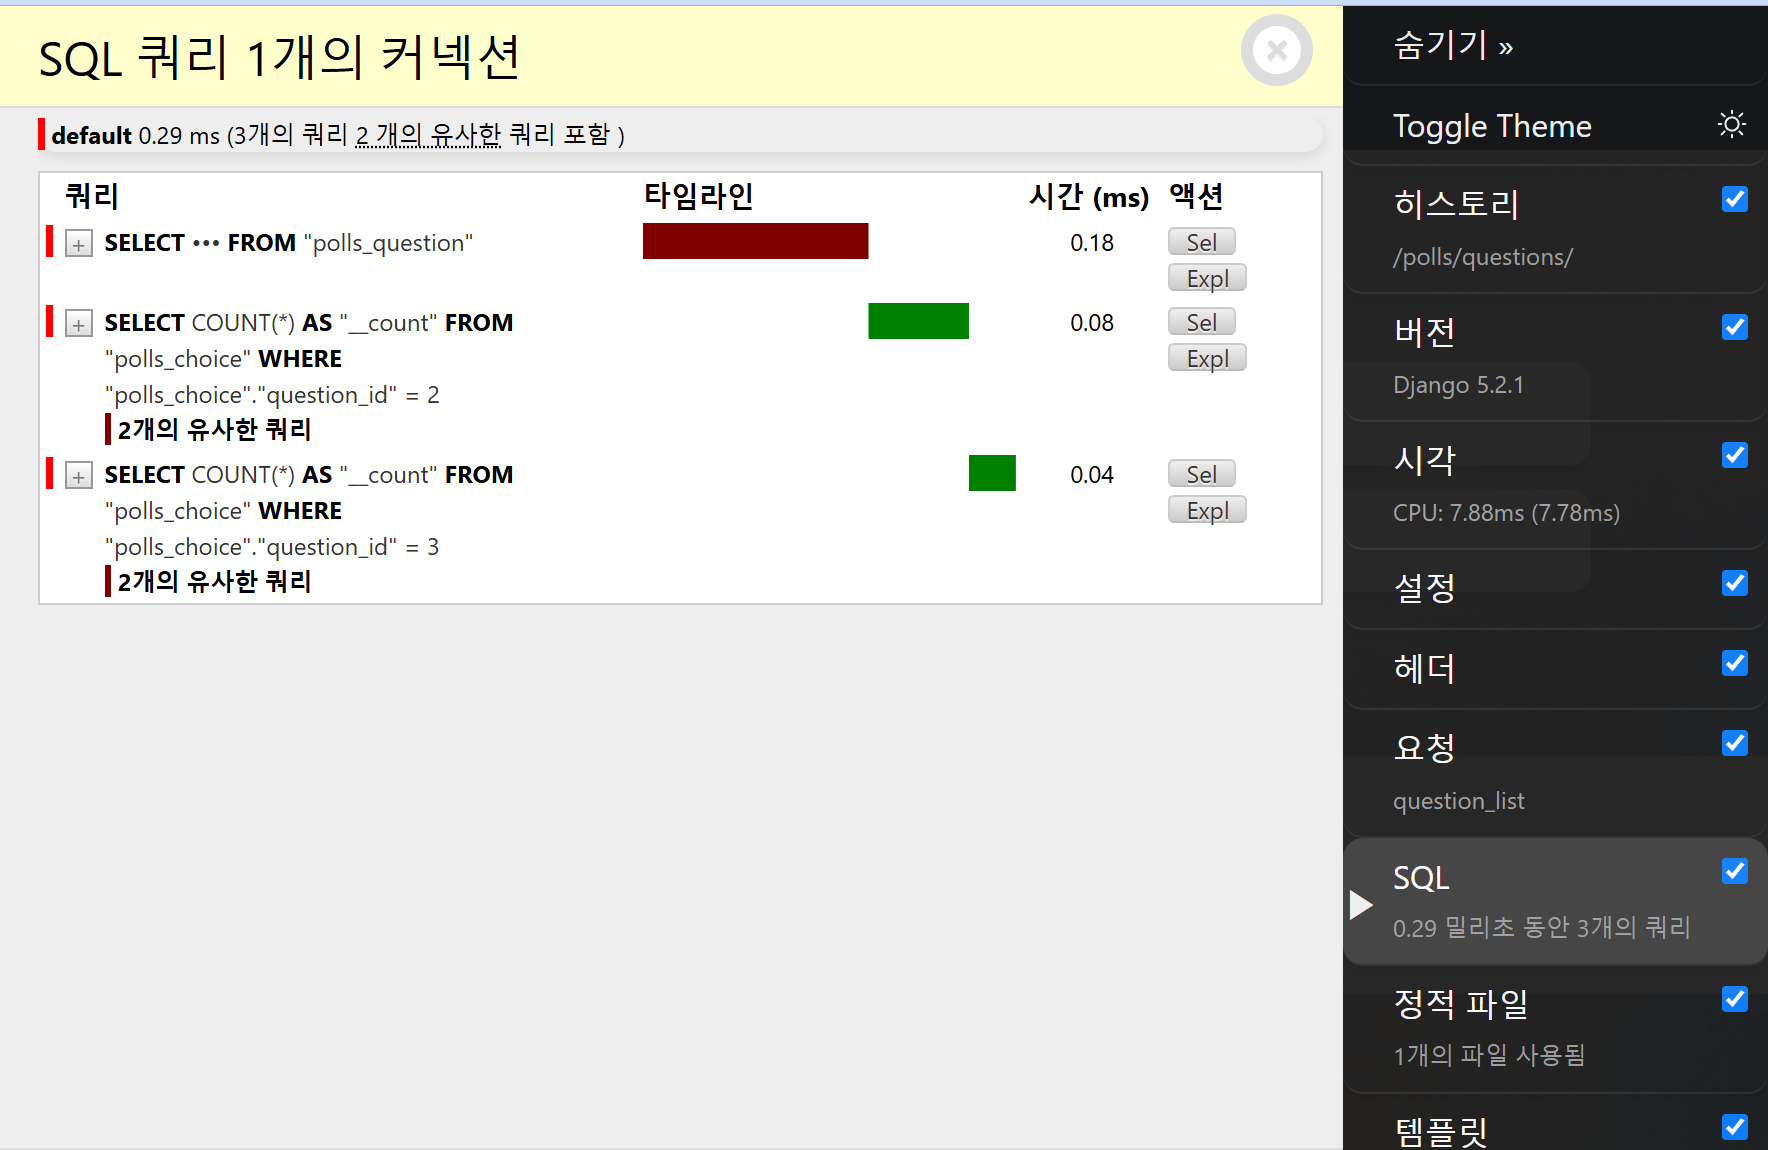 SQL 쿼리 1개의 커넥션
default 0.29 ms (3개의 쿼리 2 개의 유사한 쿼리 포함 )
쿼리 타임라인 시간 (ms) 액션
+ SELECT ••• FROM "polls_question" 0.18 Sel
Expl
+ SELECT COUNT(*) AS "__count" FROM 0.08 Sel
"polls_choice" WHERE Expl
"polls_choice"."question_id" = 2
2개의 유사한 쿼리
+ SELECT COUNT(*) AS "__count" FROM 0.04 Sel
"polls_choice" WHERE Expl
"polls_choice"."question_id" = 3
2개의 유사한 쿼리
숨기기 »
Toggle Theme
히스토리
/polls/questions/
버전
Django 5.2.1
시각
CPU: 7.88ms (7.78ms)
설정
헤더
요청
question_list
SQL
0.29 밀리초 동안 3개의 쿼리
정적 파일
1개의 파일 사용됨
템플릿